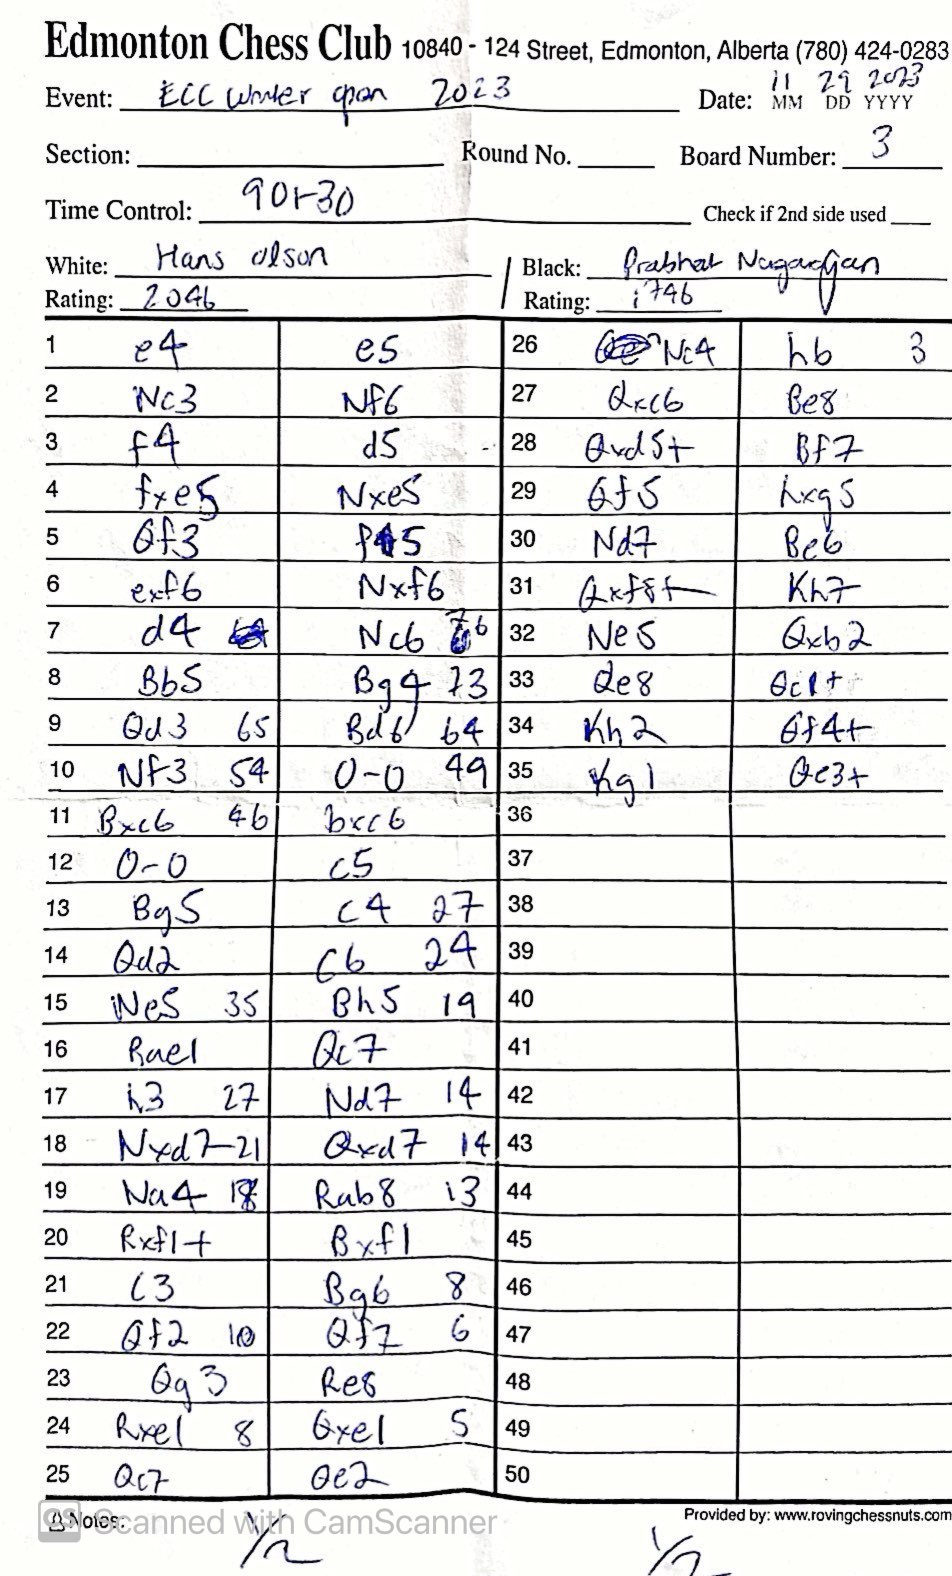 Edmonton Chess Club 10840 - 124 Street, Edmonton, Alberta (780) 424-0283
Event: ECC Winter open 2023 Date: 11 29 2023
MM DD YYYY
Section: Round No. Board Number: 3
Time Control: 90+30 Check if 2nd side used
White: Hans Olson Black: Prabhat
Rating: 2046 Rating: 1746
1 e4 e5 26 Nc4 h6 3
2 Nc3 Nf6 27 Qxc6 Be8
3 f4 d5 28 Qxd5+ Bf7
4 fxe5 Nxe5 29 Qf5 hxg5
5 Qf3 f5 30 Nd7 Be6
6 exf6 Nxf6 31 Qxf8+ Kh7
7 d4 Nc6 76 32 Ne5 Qxb2
8 Bb5 Bg4 73 33 Qe8 Qc1+
9 Qd3 65 Bd6 64 34 Kh2 Qf4+
10 Nf3 54 0-0 49 35 Kg1 Qe3+
11 Bxc6 46 bxc6 36
12 0-0 c5 37
13 Bg5 c4 27 38
14 Qd2 c6 24 39
15 Ne5 35 Bh5 19 40
16 Rae1 Qc7 41
17 h3 27 Nd7 14 42
18 Nxd7 21 Qxd7 14 43
19 Na4 18 Rab8 13 44
20 Rxf1+ Bxf1 45
21 c3 Bg6 8 46
22 Qf2 10 Qf7 6 47
23 Qg3 Re8 48
24 Rxe1 8 Qxe1 5 49
25 Qc7 Qe2 50
Notes: Provided by: www.rovingchessnuts.com
CS Scanned with CamScanner
1/2 1/2